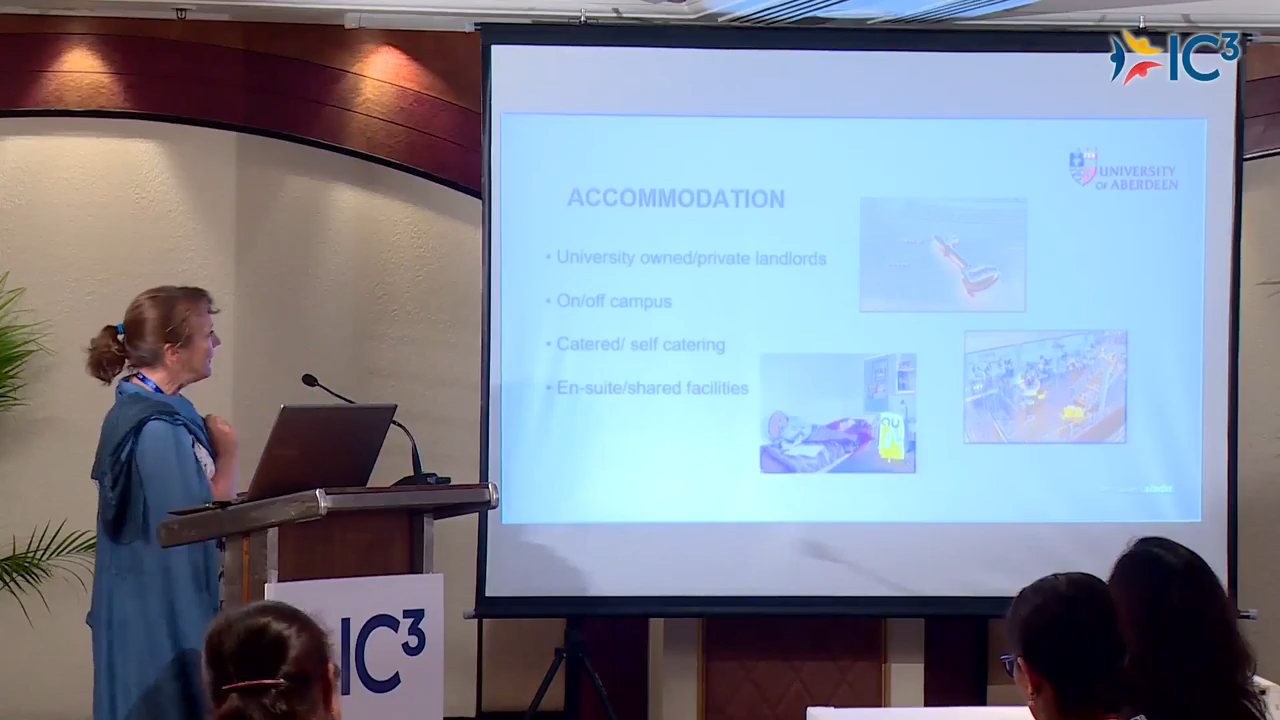 IC³
UNIVERSITY
OF ABERDEEN
ACCOMMODATION
• University owned/private landlords
• On/off campus
• Catered/ self catering
• En-suite/shared facilities
IC³